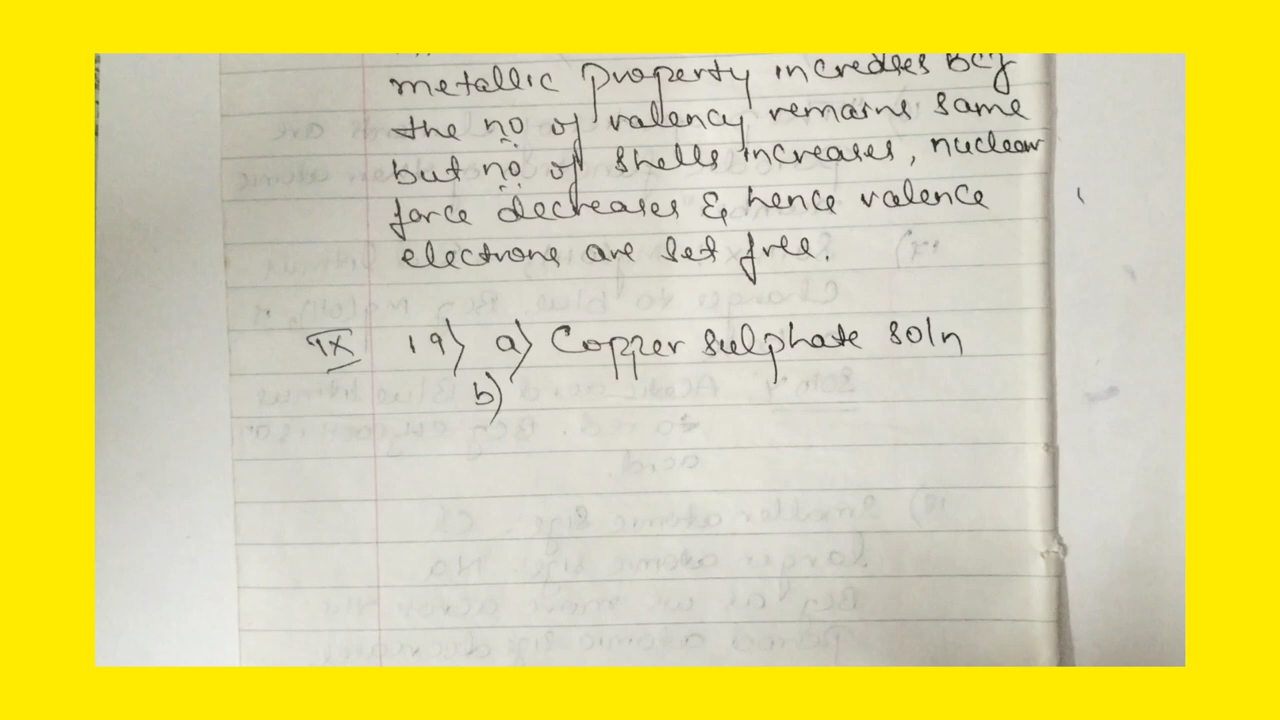 metallic property increases Bcz
the no of valency remains same
but no of shells increases, nuclear
force decreases & hence valence
electrons are set free.
IX 19) a) Copper sulphate soln
b)